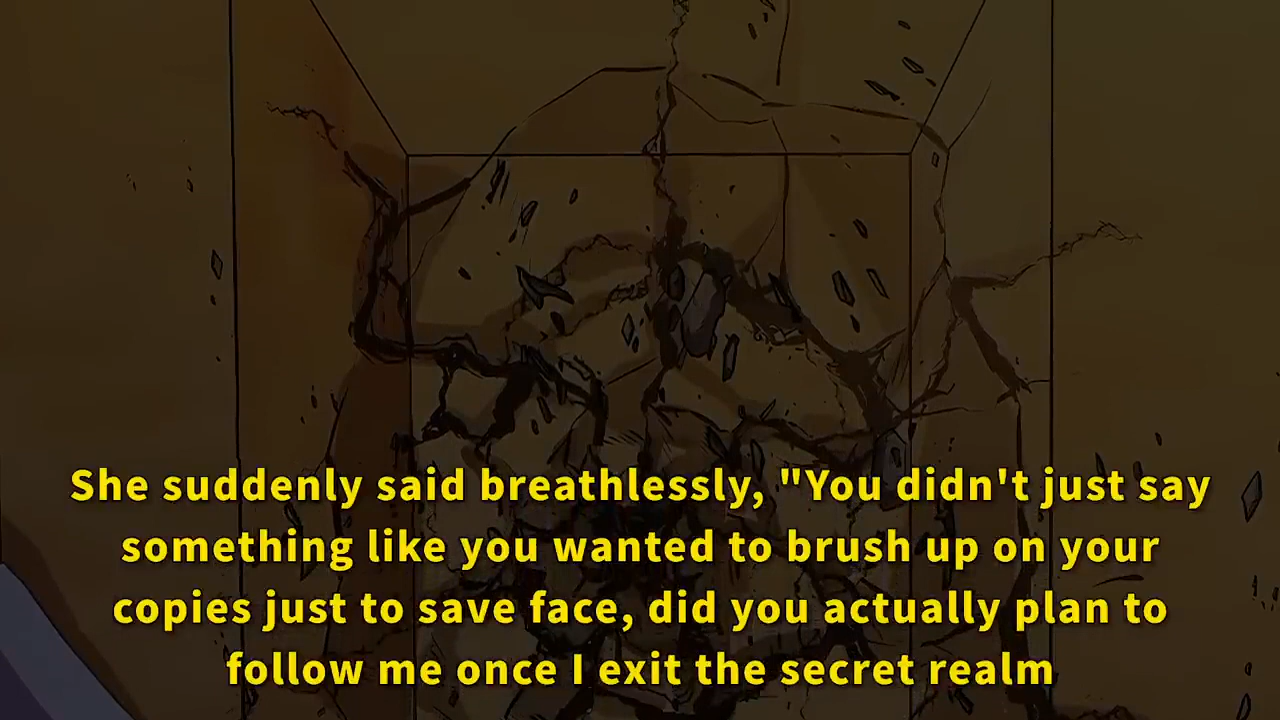 She suddenly said breathlessly, "You didn't just say
something like you wanted to brush up on your
copies just to save face, did you actually plan to
follow me once I exit the secret realm